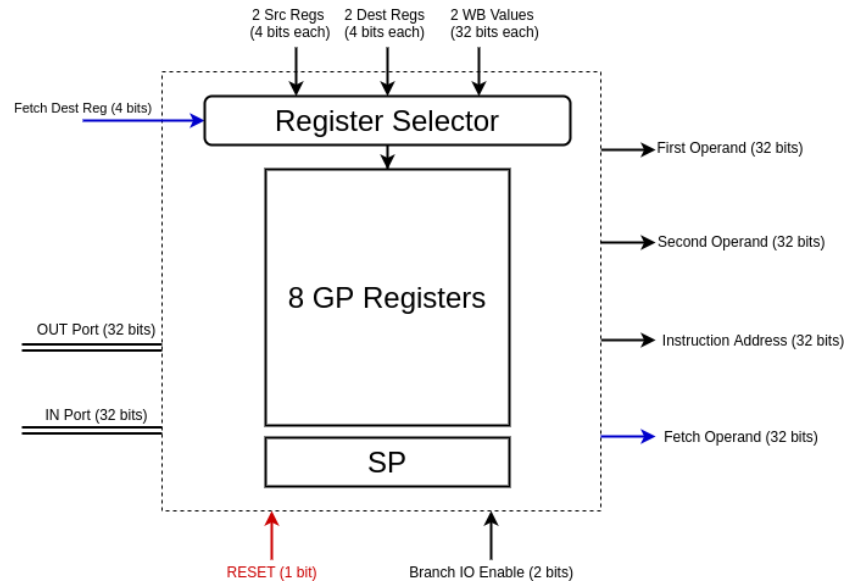 2 Src Regs
(4 bits each)
2 Dest Regs
(4 bits each)
2 WB Values
(32 bits each)
Fetch Dest Reg (4 bits)
Register Selector
First Operand (32 bits)
Second Operand (32 bits)
8 GP Registers
OUT Port (32 bits)
Instruction Address (32 bits)
IN Port (32 bits)
Fetch Operand (32 bits)
SP
RESET (1 bit)
Branch IO Enable (2 bits)